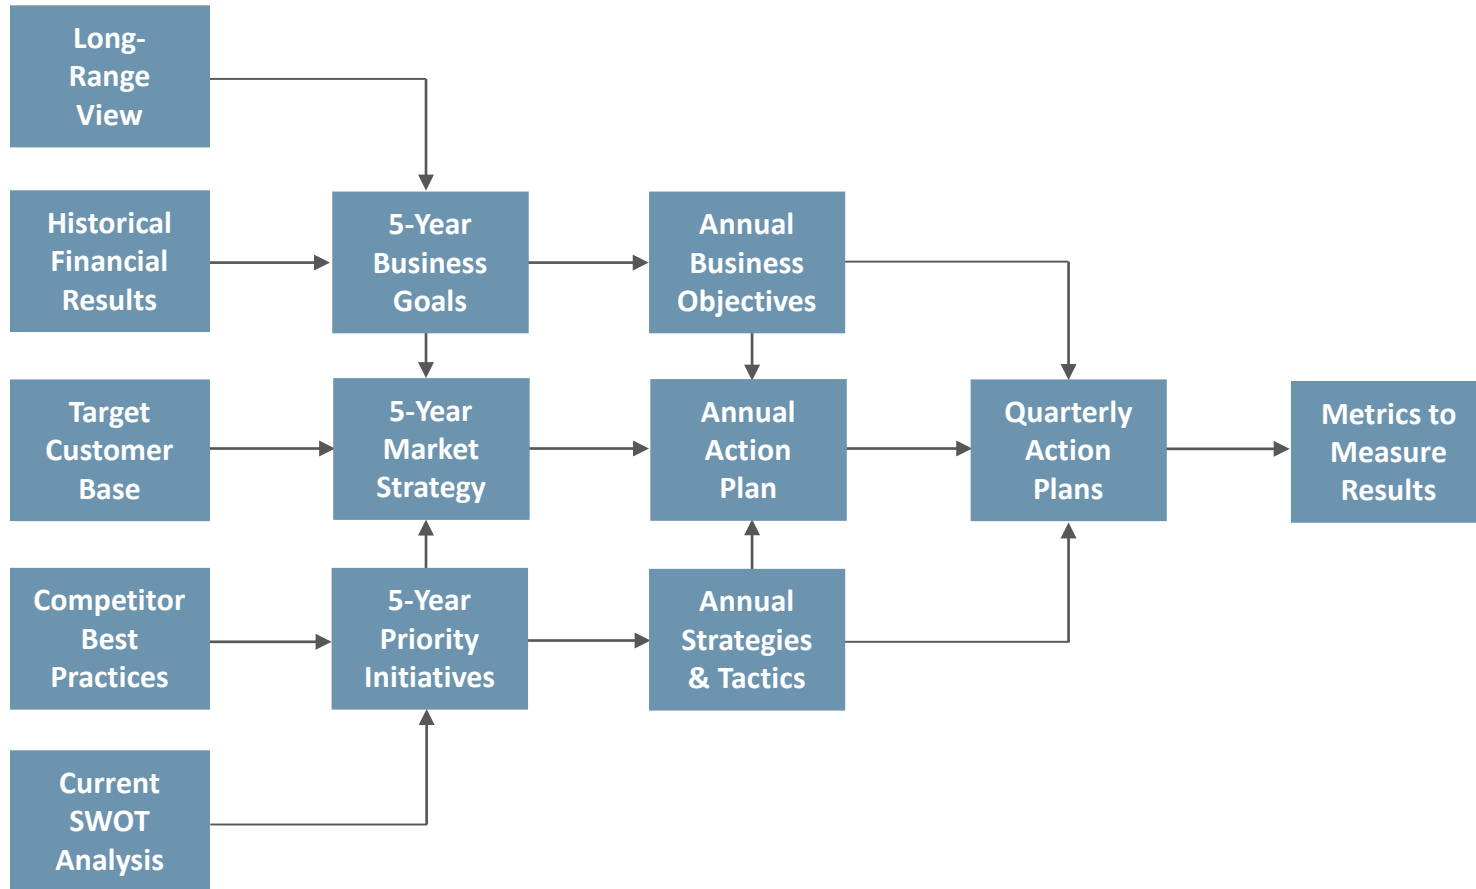 Long-
Range
View
Historical
Financial
Results
5-Year
Business
Goals
Annual
Business
Objectives
Target
Customer
Base
5-Year
Market
Strategy
Annual
Action
Plan
Quarterly
Action
Plans
Metrics to
Measure
Results
Competitor
Best
Practices
5-Year
Priority
Initiatives
Annual
Strategies
& Tactics
Current
SWOT
Analysis